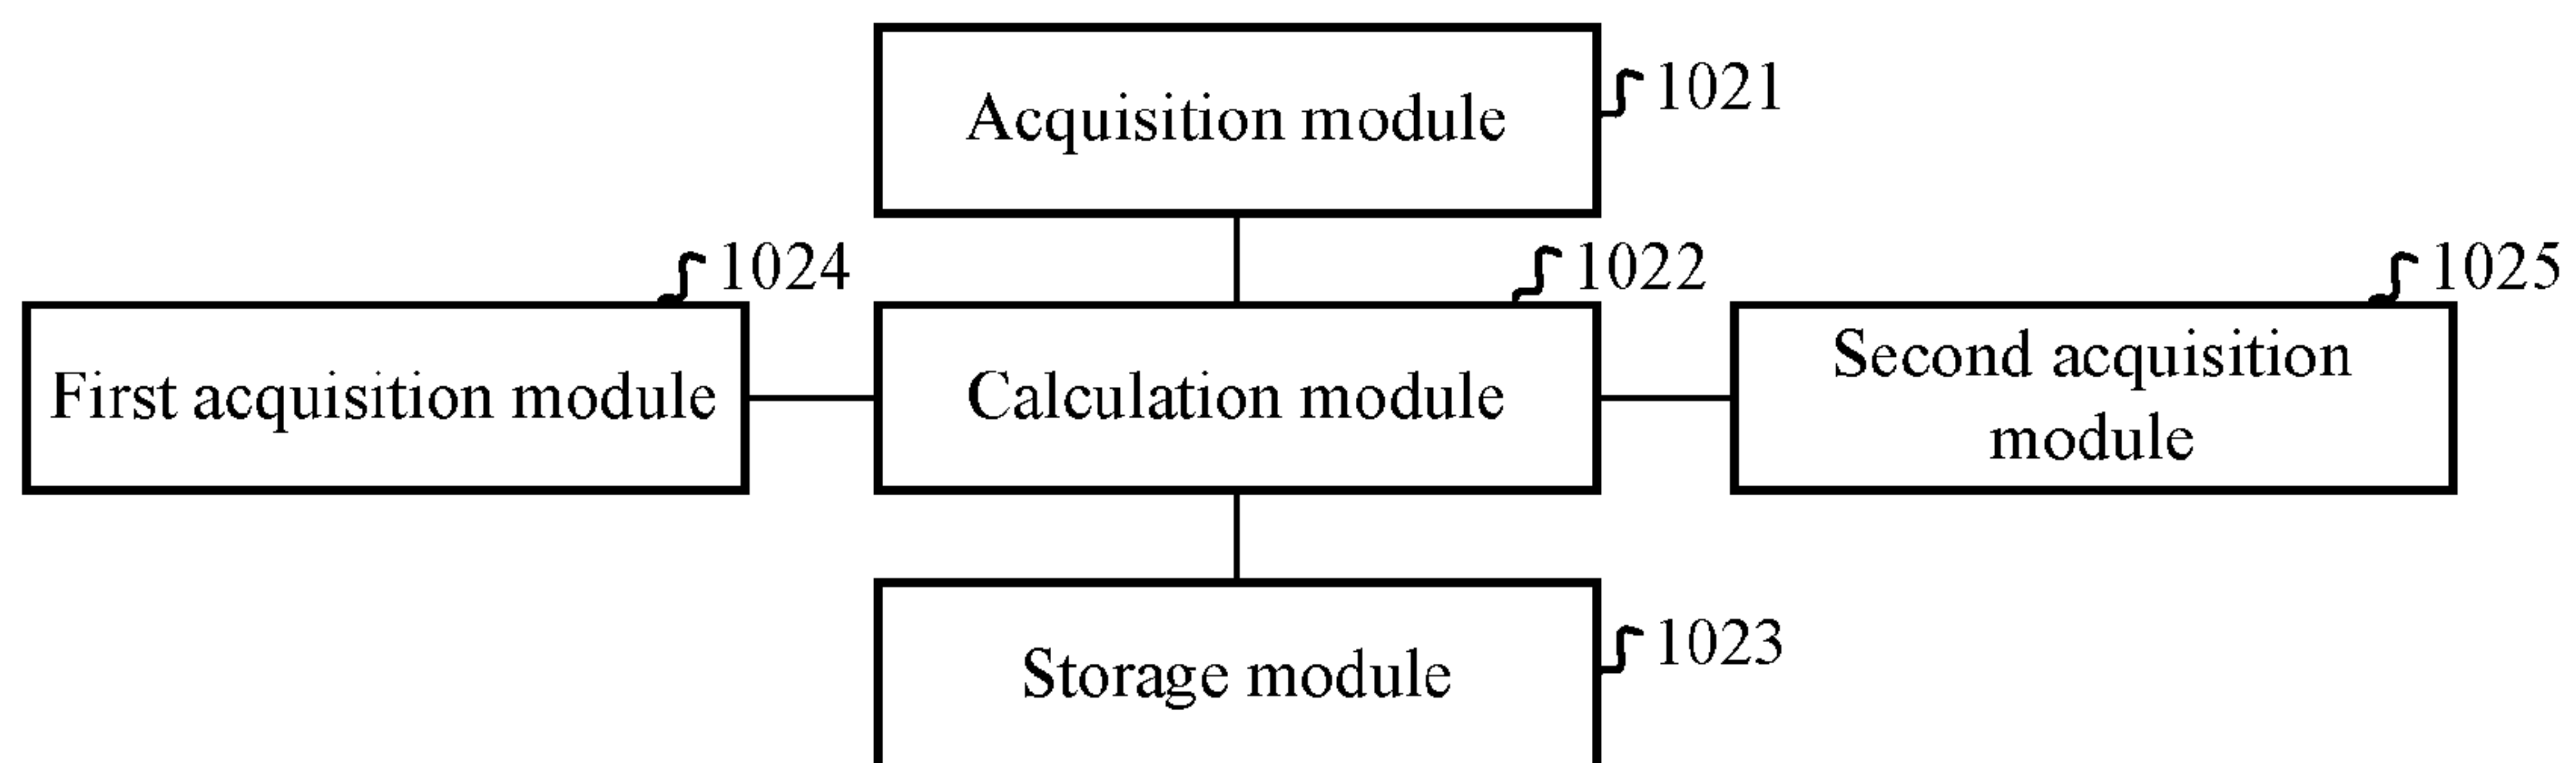 Acquisition module
1021
1024
1022
1025
First acquisition module
Calculation module
Second acquisition
module
Storage module
1023